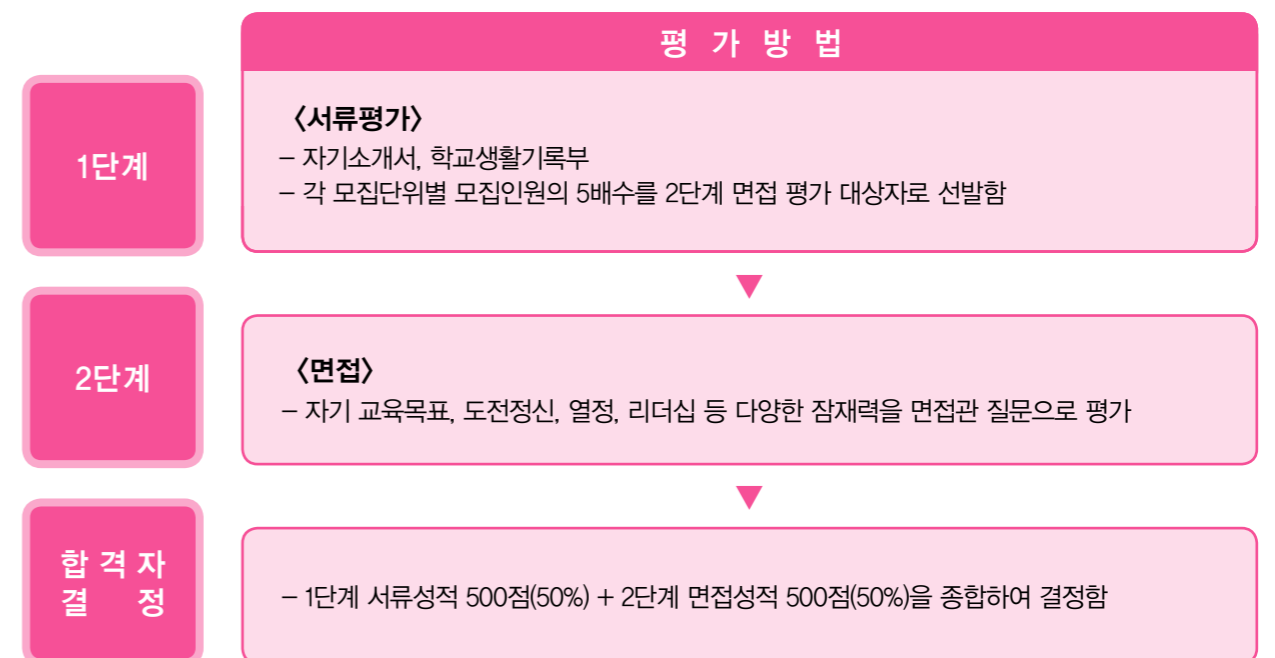 평 가 방 법
1단계
〈서류평가〉
– 자기소개서, 학교생활기록부
– 각 모집단위별 모집인원의 5배수를 2단계 면접 평가 대상자로 선발함
2단계
〈면접〉
– 자기 교육목표, 도전정신, 열정, 리더십 등 다양한 잠재력을 면접관 질문으로 평가
합 격 자
결 정
– 1단계 서류성적 500점(50%) + 2단계 면접성적 500점(50%)을 종합하여 결정함